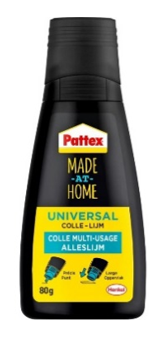 Pattex
MADE
-AT-
HOME
UNIVERSAL
COLLE-LIJM
COLLE MULTI-USAGE
ALLESLIJM
80g
Henkel